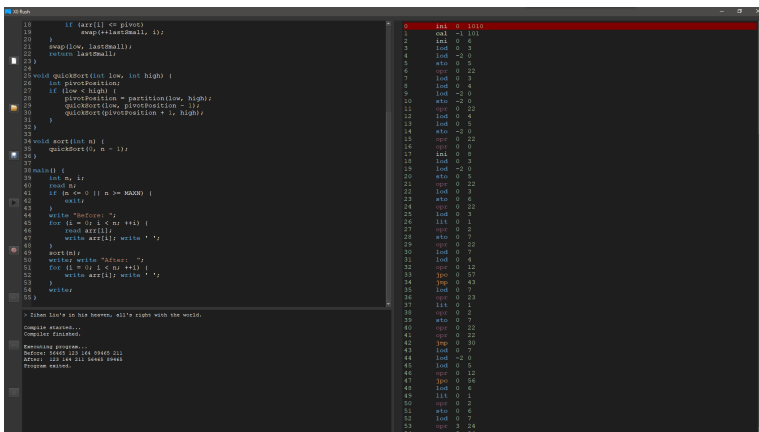 X0 Rush
18 if (arr[i] <= pivot)
19 swap(++lastSmall, i);
20 }
21 swap(low, lastSmall);
22 return lastSmall;
23 }
24
25 void quickSort(int low, int high) {
26 int pivotPosition;
27 if (low < high) {
28 pivotPosition = partition(low, high);
29 quickSort(low, pivotPosition - 1);
30 quickSort(pivotPosition + 1, high);
31 }
32 }
33
34 void sort(int n) {
35 quickSort(0, n - 1);
36 }
37
38 main() {
39 int n, i;
40 read n;
41 if (n <= 0 || n >= MAXN) {
42 exit;
43 }
44 write "Before: ";
45 for (i = 0; i < n; ++i) {
46 read arr[i];
47 write arr[i]; write ' ';
48 }
49 sort(n);
50 write; write "After:  ";
51 for (i = 0; i < n; ++i) {
52 write arr[i]; write ' ';
53 }
54 write;
55 }
> Zihan Liu's in his heaven, all's right with the world.
Compile started...
Compiler finished.
Executing program...
Before: 56465 123 164 89465 211
After:  123 164 211 56465 89465
Program exited.
0 ini 0 1010
1 cal -1 101
2 ini 0 6
3 lod 0 3
4 lod -2 0
5 sto 0 5
6 opr 0 22
7 lod 0 3
8 lod 0 4
9 lod -2 0
10 sto -2 0
11 opr 0 22
12 lod 0 4
13 lod 0 5
14 sto -2 0
15 opr 0 22
16 opr 0 0
17 ini 0 8
18 lod 0 3
19 lod -2 0
20 sto 0 5
21 opr 0 22
22 lod 0 3
23 sto 0 6
24 opr 0 22
25 lod 0 3
26 lit 0 1
27 opr 0 2
28 sto 0 7
29 opr 0 22
30 lod 0 7
31 lod 0 4
32 opr 0 12
33 jpo 0 57
34 jmp 0 43
35 lod 0 7
36 opr 0 23
37 lit 0 1
38 opr 0 2
39 sto 0 7
40 opr 0 22
41 opr 0 22
42 jmp 0 30
43 lod 0 7
44 lod -2 0
45 lod 0 5
46 opr 0 12
47 jpo 0 56
48 lod 0 6
49 lit 0 1
50 opr 0 2
51 sto 0 6
52 lod 0 7
53 opr 3 24